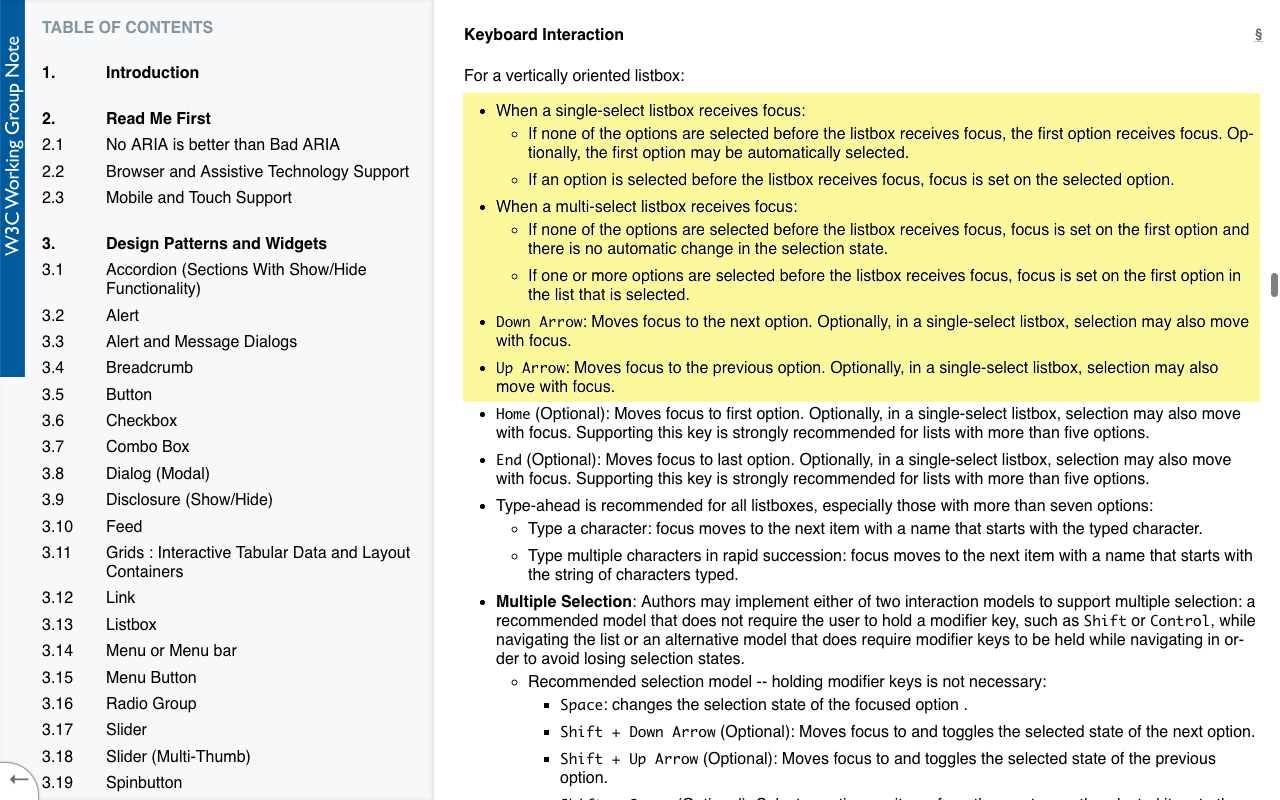 W3C Working Group Note
TABLE OF CONTENTS
1. Introduction
2. Read Me First
2.1 No ARIA is better than Bad ARIA
2.2 Browser and Assistive Technology Support
2.3 Mobile and Touch Support
3. Design Patterns and Widgets
3.1 Accordion (Sections With Show/Hide
Functionality)
3.2 Alert
3.3 Alert and Message Dialogs
3.4 Breadcrumb
3.5 Button
3.6 Checkbox
3.7 Combo Box
3.8 Dialog (Modal)
3.9 Disclosure (Show/Hide)
3.10 Feed
3.11 Grids : Interactive Tabular Data and Layout
Containers
3.12 Link
3.13 Listbox
3.14 Menu or Menu bar
3.15 Menu Button
3.16 Radio Group
3.17 Slider
3.18 Slider (Multi-Thumb)
3.19 Spinbutton
←
Keyboard Interaction §
For a vertically oriented listbox:
• When a single-select listbox receives focus:
◦ If none of the options are selected before the listbox receives focus, the first option receives focus. Op-
tionally, the first option may be automatically selected.
◦ If an option is selected before the listbox receives focus, focus is set on the selected option.
• When a multi-select listbox receives focus:
◦ If none of the options are selected before the listbox receives focus, focus is set on the first option and
there is no automatic change in the selection state.
◦ If one or more options are selected before the listbox receives focus, focus is set on the first option in
the list that is selected.
• Down Arrow: Moves focus to the next option. Optionally, in a single-select listbox, selection may also move
with focus.
• Up Arrow: Moves focus to the previous option. Optionally, in a single-select listbox, selection may also
move with focus.
• Home (Optional): Moves focus to first option. Optionally, in a single-select listbox, selection may also move
with focus. Supporting this key is strongly recommended for lists with more than five options.
• End (Optional): Moves focus to last option. Optionally, in a single-select listbox, selection may also move
with focus. Supporting this key is strongly recommended for lists with more than five options.
• Type-ahead is recommended for all listboxes, especially those with more than seven options:
◦ Type a character: focus moves to the next item with a name that starts with the typed character.
◦ Type multiple characters in rapid succession: focus moves to the next item with a name that starts with
the string of characters typed.
• Multiple Selection: Authors may implement either of two interaction models to support multiple selection: a
recommended model that does not require the user to hold a modifier key, such as Shift or Control, while
navigating the list or an alternative model that does require modifier keys to be held while navigating in or-
der to avoid losing selection states.
◦ Recommended selection model -- holding modifier keys is not necessary:
▪ Space: changes the selection state of the focused option .
▪ Shift + Down Arrow (Optional): Moves focus to and toggles the selected state of the next option.
▪ Shift + Up Arrow (Optional): Moves focus to and toggles the selected state of the previous
option.